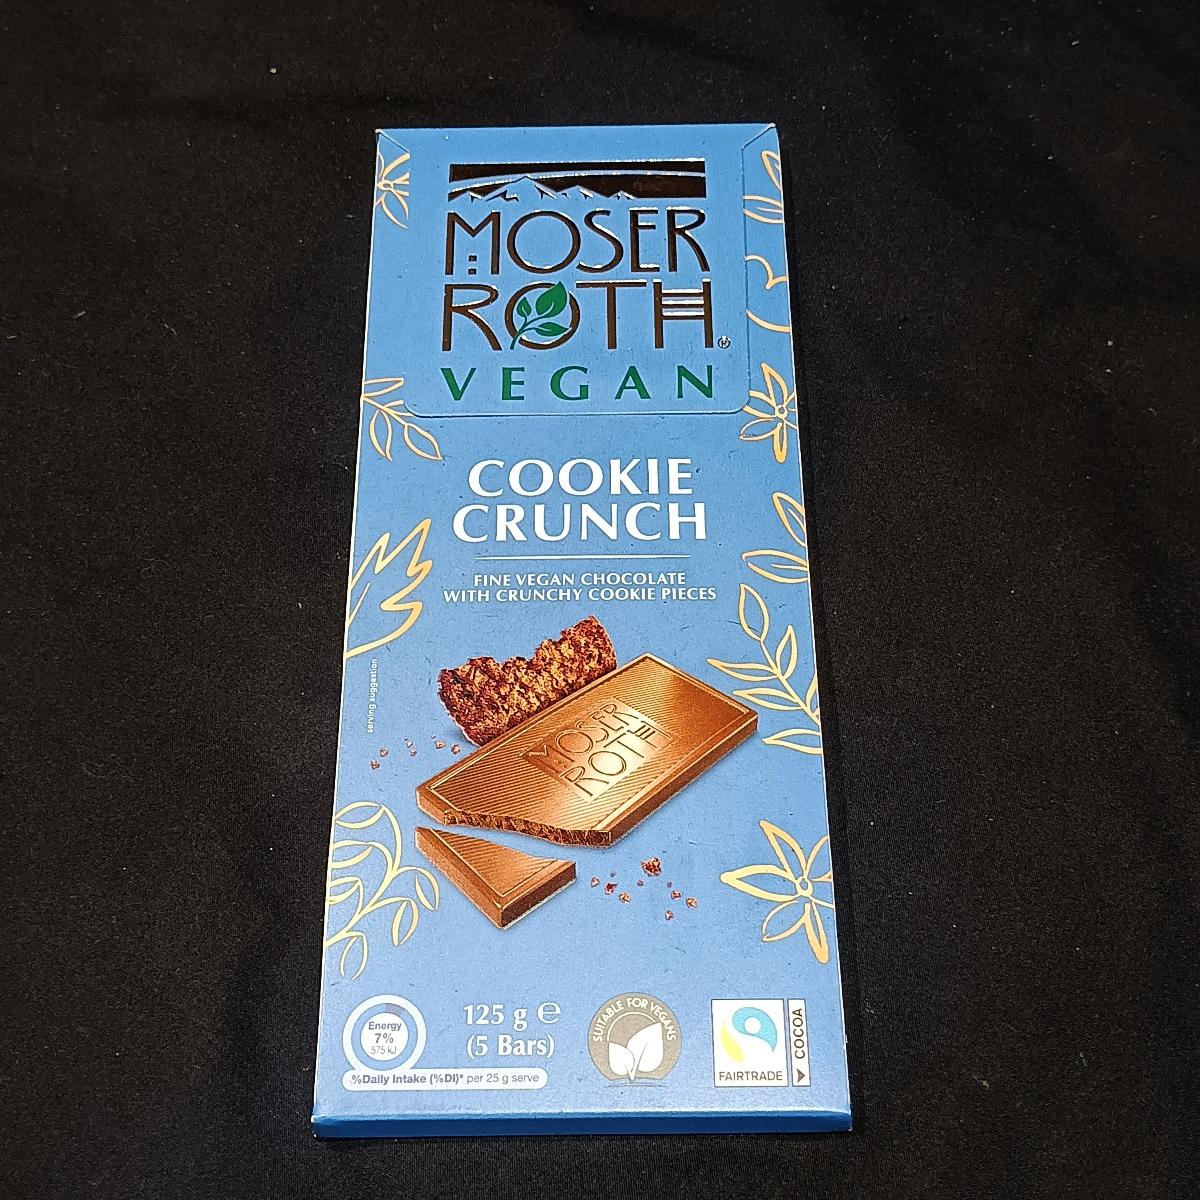 MOSER
ROTH®
VEGAN
COOKIE
CRUNCH
FINE VEGAN CHOCOLATE
WITH CRUNCHY COOKIE PIECES
serving suggestion
MOSER
ROTH
Energy
7%
575 kJ
%Daily Intake (%DI)* per 25 g serve
125 g ℮
(5 Bars)
SUITABLE FOR VEGANS
FAIRTRADE
COCOA